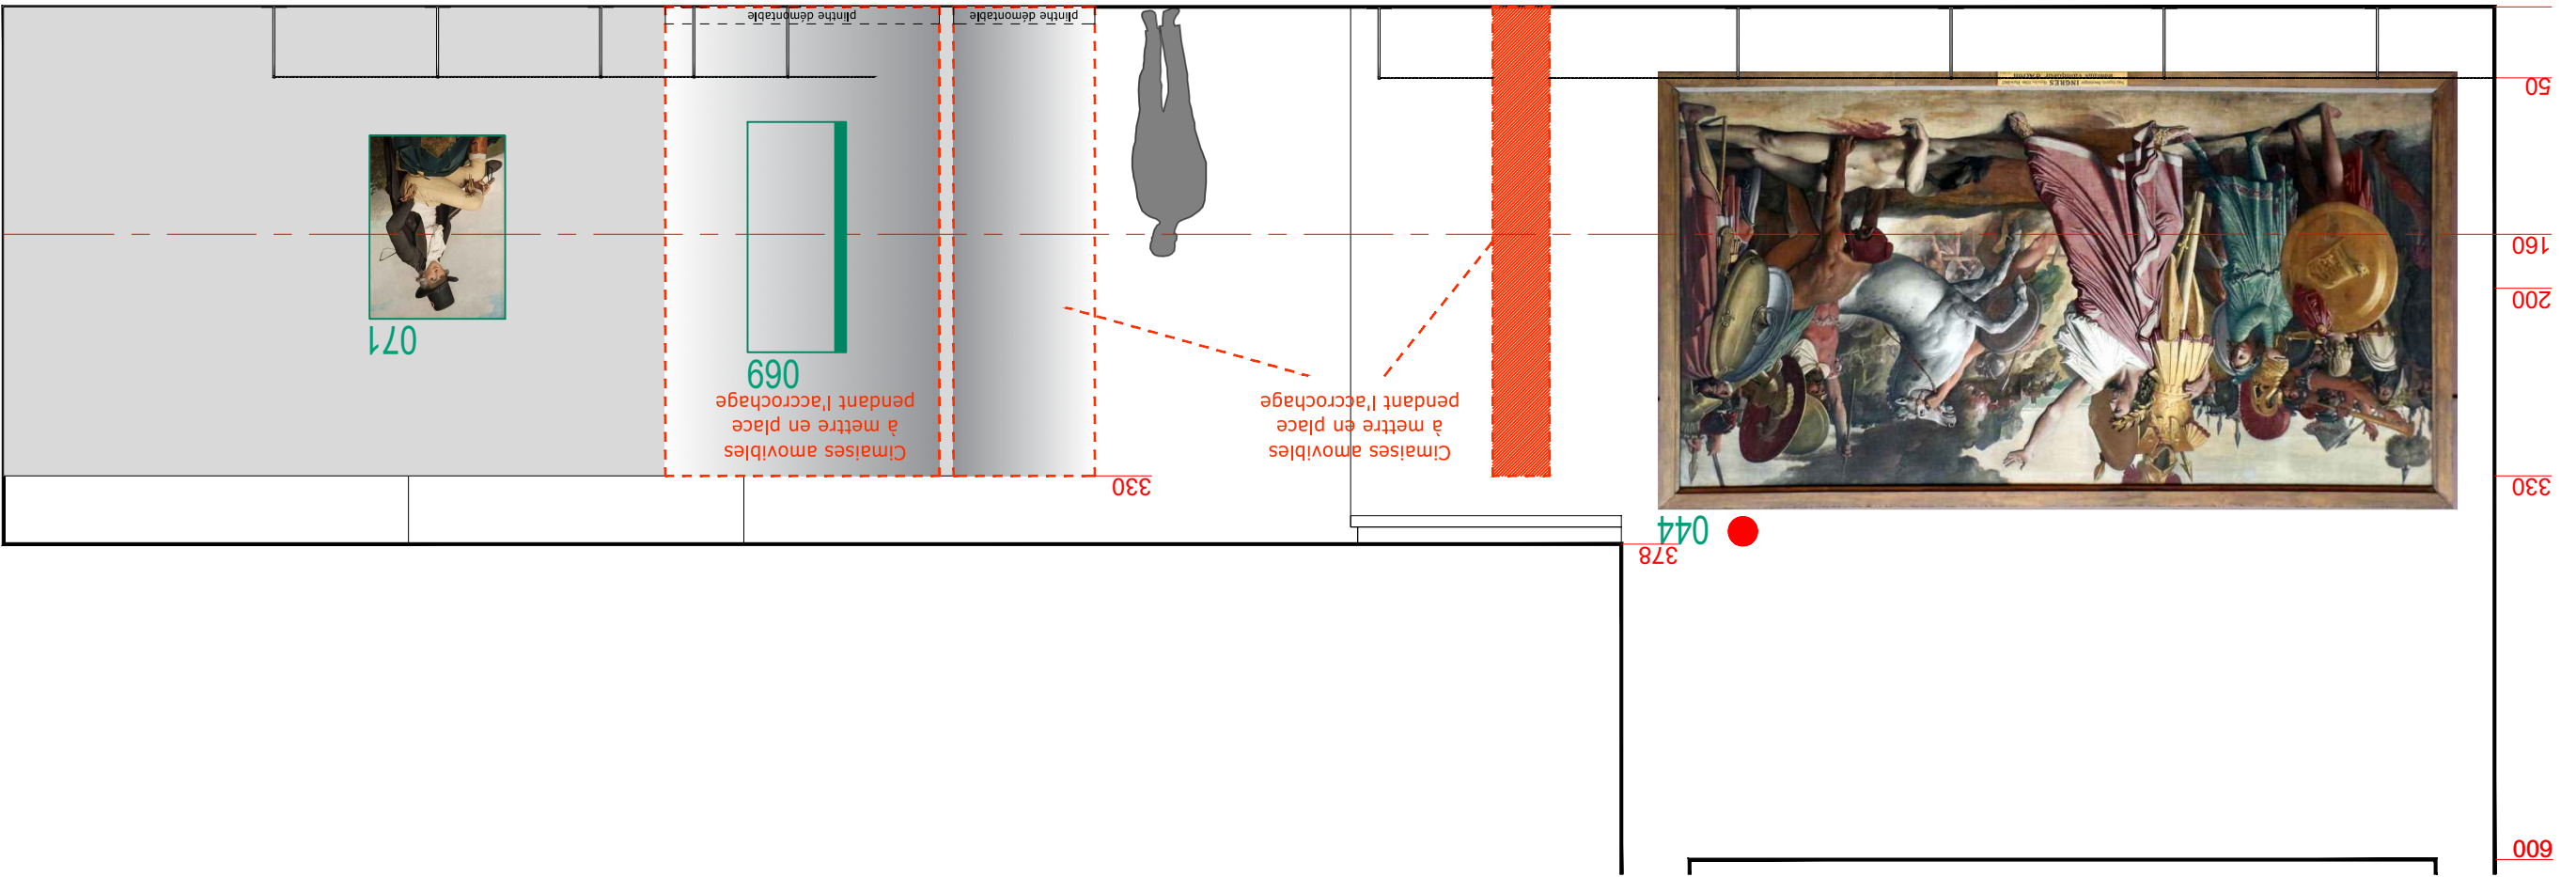 600
378
044
330
330
Cimaises amovibles
à mettre en place
pendant l'accrochage
Cimaises amovibles
à mettre en place
pendant l'accrochage
069
071
200
160
50
INGRES
plinthe démontable
plinthe démontable